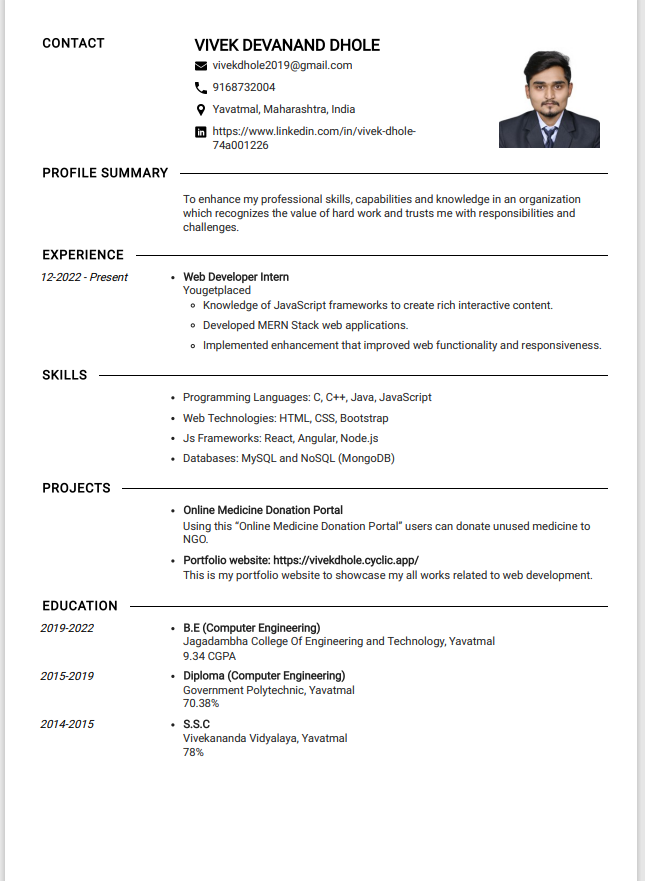 CONTACT
VIVEK DEVANAND DHOLE
vivekdhole2019@gmail.com
9168732004
Yavatmal, Maharashtra, India
https://www.linkedin.com/in/vivek-dhole-
74a001226
PROFILE SUMMARY
To enhance my professional skills, capabilities and knowledge in an organization
which recognizes the value of hard work and trusts me with responsibilities and
challenges.
EXPERIENCE
12-2022 - Present
• Web Developer Intern
Yougetplaced
◦ Knowledge of JavaScript frameworks to create rich interactive content.
◦ Developed MERN Stack web applications.
◦ Implemented enhancement that improved web functionality and responsiveness.
SKILLS
• Programming Languages: C, C++, Java, JavaScript
• Web Technologies: HTML, CSS, Bootstrap
• Js Frameworks: React, Angular, Node.js
• Databases: MySQL and NoSQL (MongoDB)
PROJECTS
• Online Medicine Donation Portal
Using this “Online Medicine Donation Portal” users can donate unused medicine to
NGO.
• Portfolio website: https://vivekdhole.cyclic.app/
This is my portfolio website to showcase my all works related to web development.
EDUCATION
2019-2022
• B.E (Computer Engineering)
Jagadambha College Of Engineering and Technology, Yavatmal
9.34 CGPA
2015-2019
• Diploma (Computer Engineering)
Government Polytechnic, Yavatmal
70.38%
2014-2015
• S.S.C
Vivekananda Vidyalaya, Yavatmal
78%